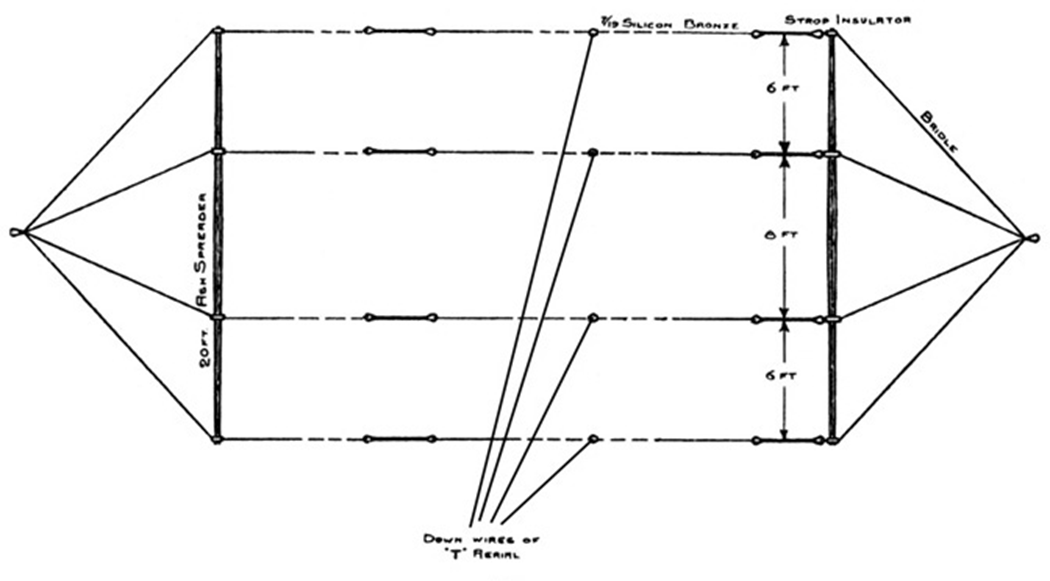 7/19 SILICON BRONZE
STROP INSULATOR
6 FT
BRIDLE
20 FT. ASH SPREADER
8 FT
6 FT
DOWN WIRES OF
"T" AERIAL